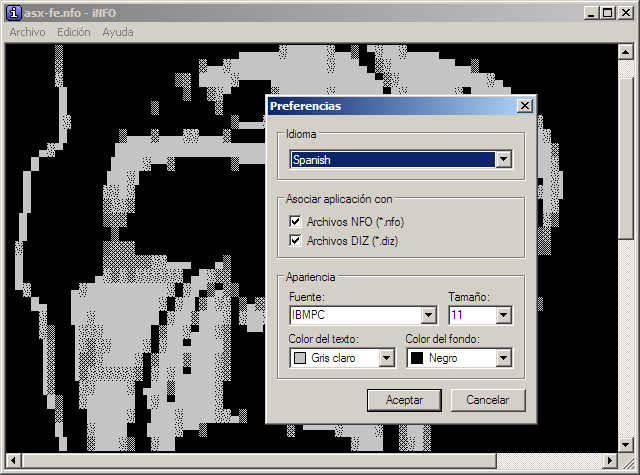 asx-fe.nfo - iNFO
Archivo Edición Ayuda
Preferencias
Idioma
Spanish
Asociar aplicación con
Archivos NFO (*.nfo)
Archivos DIZ (*.diz)
Apariencia
Fuente: Tamaño:
IBMPC 11
Color del texto: Color del fondo:
Gris claro Negro
Aceptar Cancelar